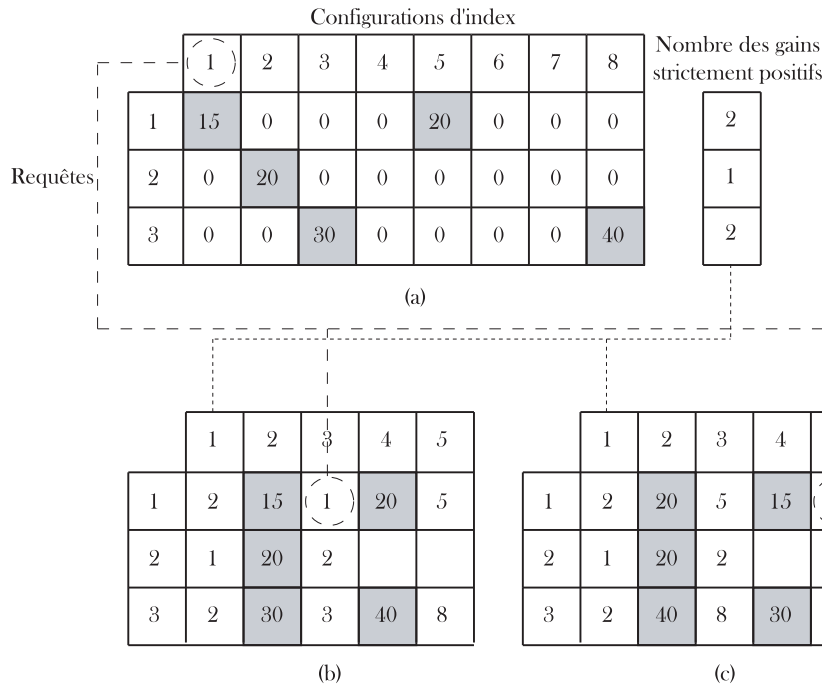 Configurations d'index
Nombre des gains
strictement positifs
1 2 3 4 5 6 7 8
1 15 0 0 0 20 0 0 0 2
Requêtes 2 0 20 0 0 0 0 0 0 1
3 0 0 30 0 0 0 0 40 2
(a)
1 2 3 4 5
1 2 15 1 20 5
2 1 20 2
3 2 30 3 40 8
(b)
1 2 3 4
1 2 20 5 15
2 1 20 2
3 2 40 8 30
(c)